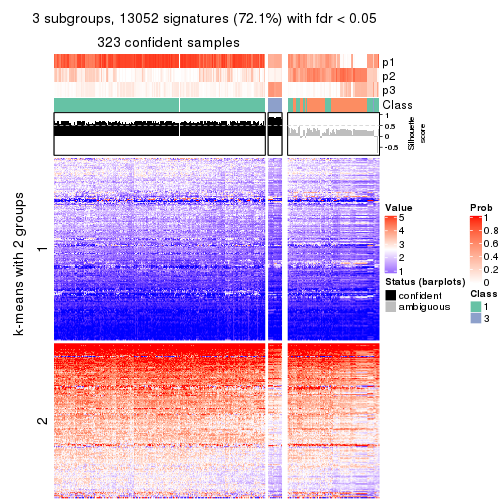 3 subgroups, 13052 signatures (72.1%) with fdr < 0.05
323 confident samples
p1
p2
p3
Class
1
0.5
0
-0.5
Silhouette
score
k-means with 2 groups
1
2
Value
5
4
3
2
1
Status (barplots)
confident
ambiguous
Prob
1
0.8
0.6
0.4
0.2
0
Class
1
3